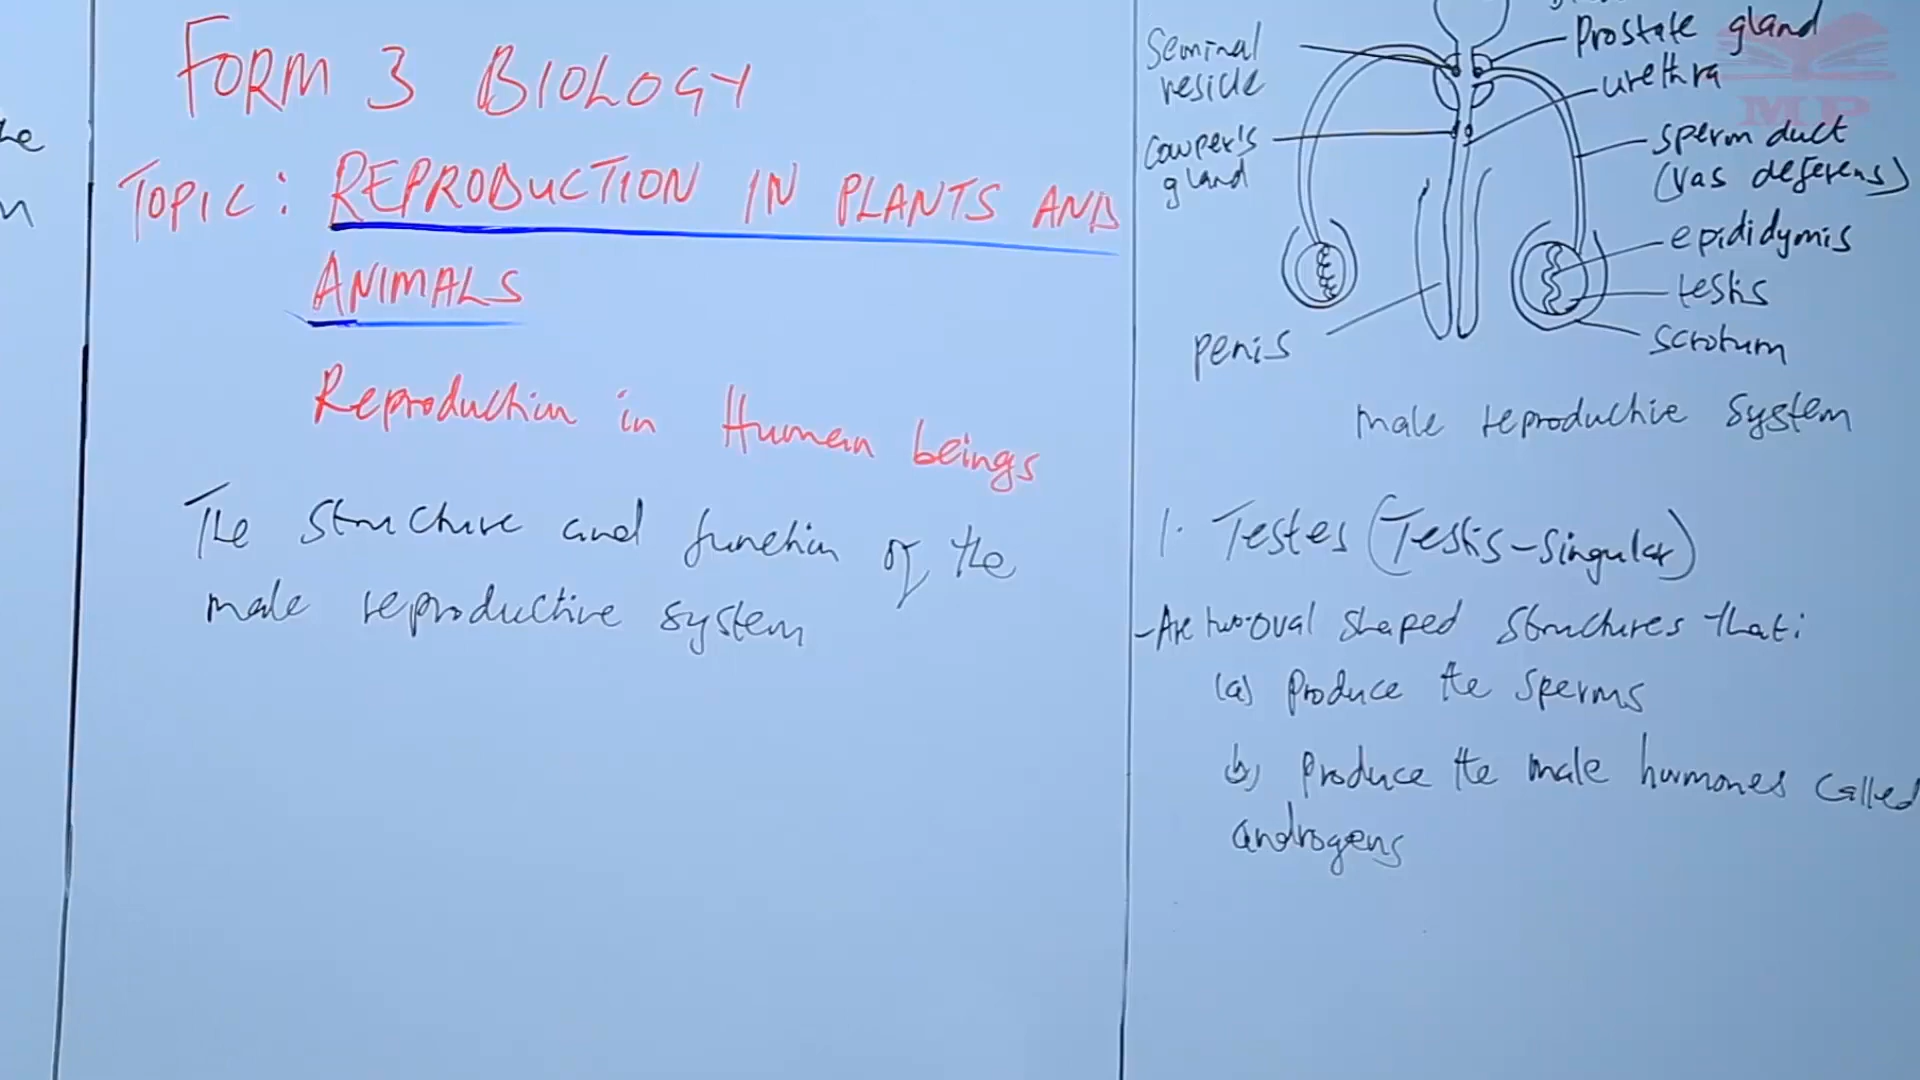 he
n
FORM 3 BIOLOGY
TOPIC: REPRODUCTION IN PLANTS AND
ANIMALS
Reproduction in Human beings
The structure and function of the
male reproductive system
Prostate gland
Seminal
vesicle
urethra
Cowper's
gland
sperm duct
(vas deferens)
epididymis
testis
scrotum
penis
male reproductive system
1. Testes (Testis-singular)
-Are two oval shaped structures that:
(a) produce the sperms
b) produce the male hormones called
androgens
MP